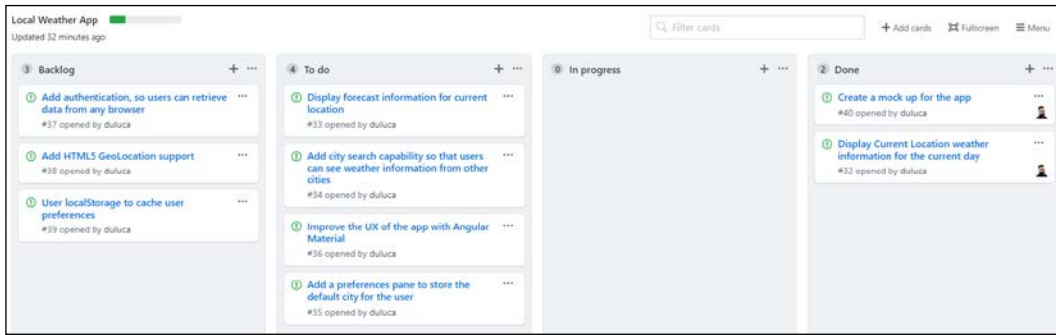 Local Weather App
Updated 32 minutes ago
Filter cards
Add cards
Fullscreen
Menu
3 Backlog
Add authentication, so users can retrieve
data from any browser
#37 opened by duluca
Add HTML5 GeoLocation support
#38 opened by duluca
User localStorage to cache user
preferences
#39 opened by duluca
4 To do
Display forecast information for current
location
#33 opened by duluca
Add city search capability so that users
can see weather information from other
cities
#34 opened by duluca
Improve the UX of the app with Angular
Material
#36 opened by duluca
Add a preferences pane to store the
default city for the user
#35 opened by duluca
0 In progress
2 Done
Create a mock up for the app
#40 opened by duluca
Display Current Location weather
information for the current day
#32 opened by duluca